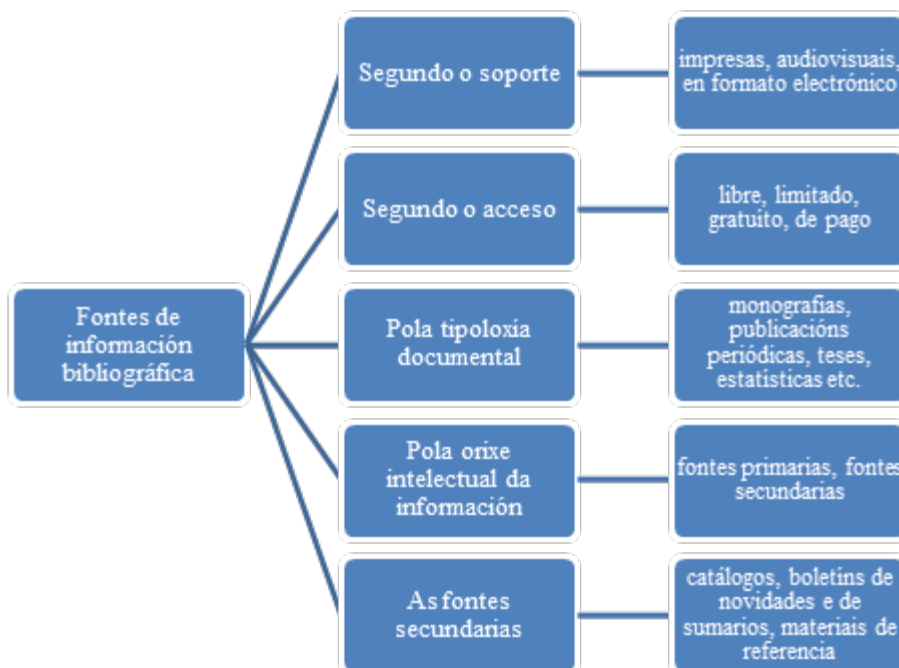 Fontes de
información
bibliográfica
Segundo o soporte
impresas, audiovisuais,
en formato electrónico
Segundo o acceso
libre, limitado,
gratuito, de pago
Pola tipoloxía
documental
monografías,
publicacións
periódicas, teses,
estatísticas etc.
Pola orixe
intelectual da
información
fontes primarias, fontes
secundarias
As fontes
secundarias
catálogos, boletíns de
novidades e de
sumarios, materiais de
referencia